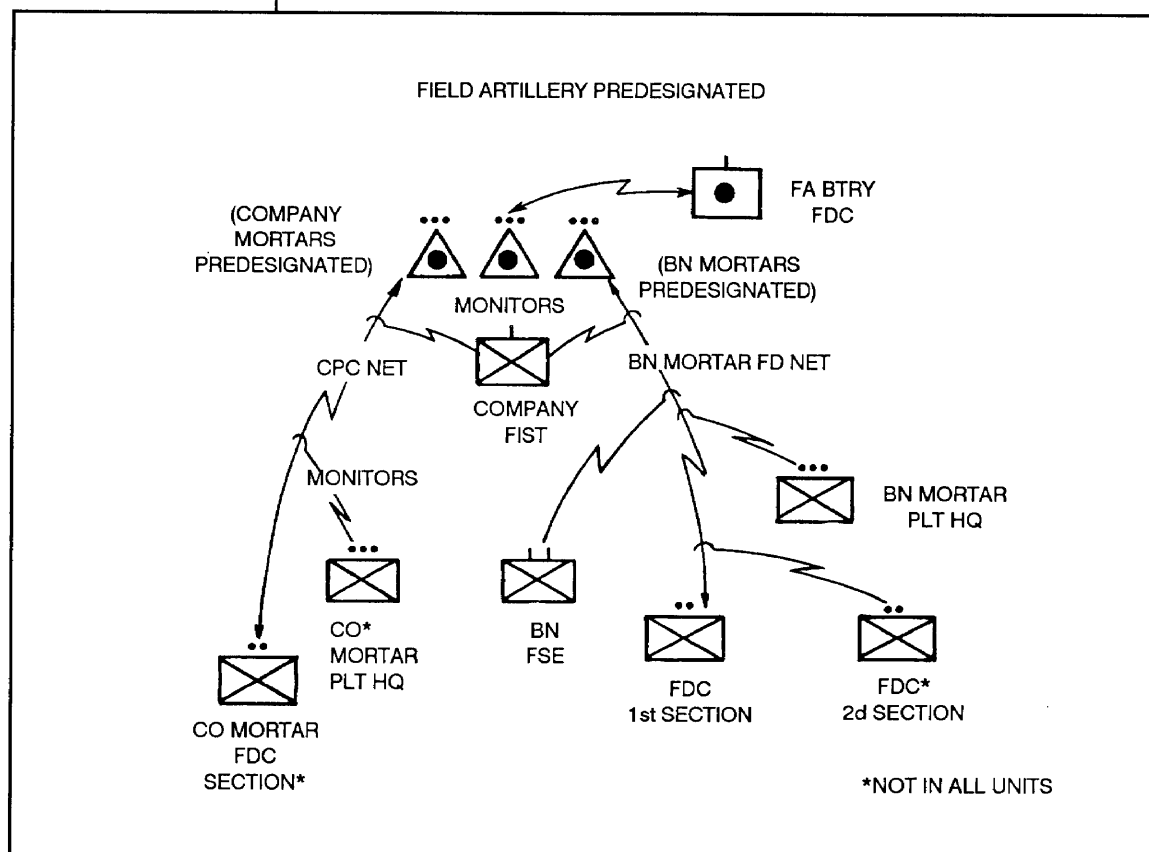 FIELD ARTILLERY PREDESIGNATED
FA BTRY
FDC
(COMPANY
MORTARS
PREDESIGNATED)
(BN MORTARS
PREDESIGNATED)
MONITORS
CPC NET
BN MORTAR FD NET
COMPANY
FIST
MONITORS
BN MORTAR
PLT HQ
CO*
MORTAR
PLT HQ
BN
FSE
FDC
1st SECTION
FDC*
2d SECTION
CO MORTAR
FDC
SECTION*
*NOT IN ALL UNITS